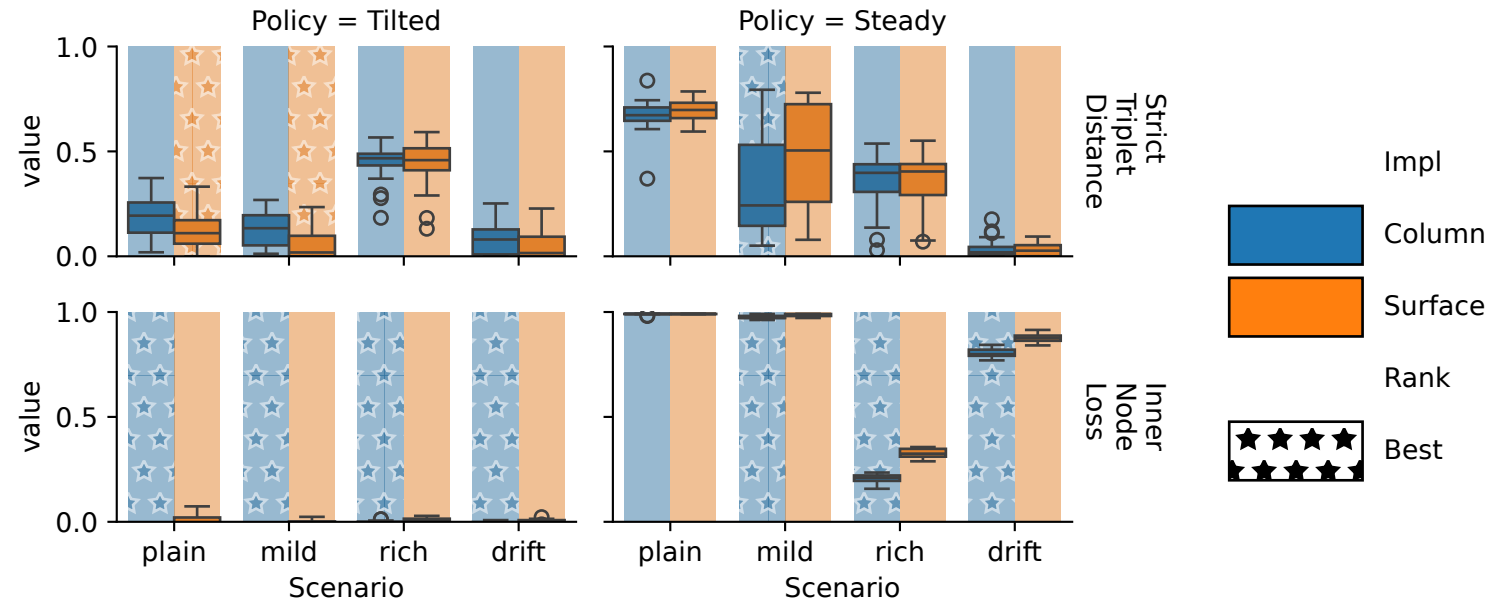 Policy = Tilted
Policy = Steady
1.0
0.5
0.0
value
Strict
Triplet
Distance
1.0
0.5
0.0
value
Inner
Node
Loss
plain
mild
rich
drift
Scenario
plain
mild
rich
drift
Scenario
Impl
Column
Surface
Rank
Best